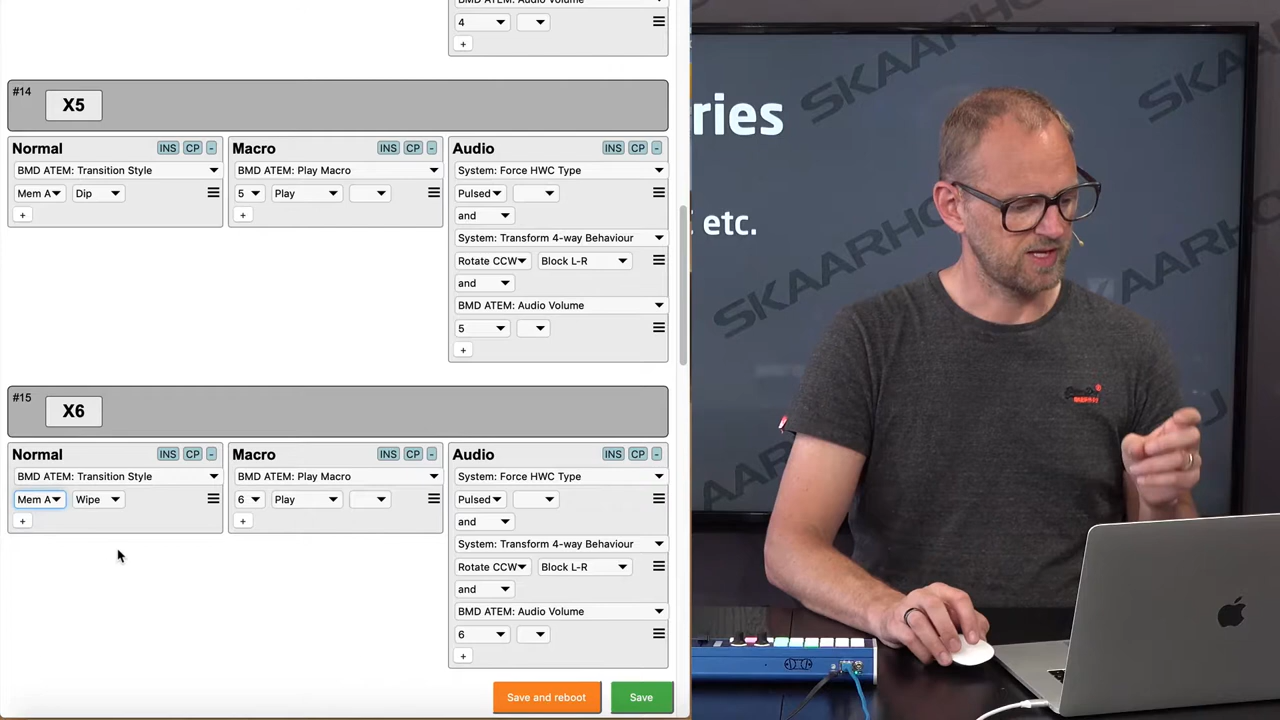 BMD ATEM: Audio Volume
4
+
#14
X5
Normal INS CP -
BMD ATEM: Transition Style
Mem A Dip
+
Macro INS CP -
BMD ATEM: Play Macro
5 Play
+
Audio INS CP -
System: Force HWC Type
Pulsed
and
System: Transform 4-way Behaviour
Rotate CCW Block L-R
and
BMD ATEM: Audio Volume
5
+
#15
X6
Normal INS CP -
BMD ATEM: Transition Style
Mem A Wipe
+
Macro INS CP -
BMD ATEM: Play Macro
6 Play
+
Audio INS CP -
System: Force HWC Type
Pulsed
and
System: Transform 4-way Behaviour
Rotate CCW Block L-R
and
BMD ATEM: Audio Volume
6
+
Save and reboot Save
SKAARHOJ
ries
etc.